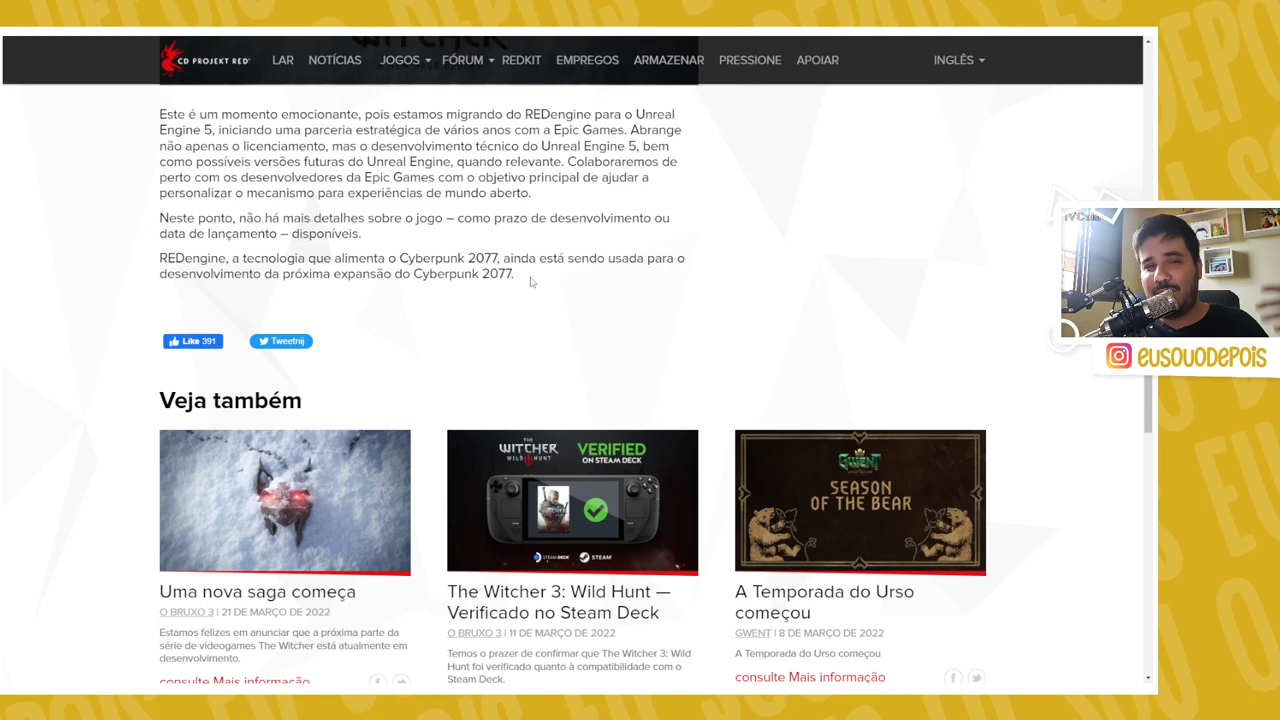 WITCHER
CD PROJEKT RED
LAR
NOTÍCIAS
JOGOS
FÓRUM
REDKIT
EMPREGOS
ARMAZENAR
PRESSIONE
APOIAR
INGLÊS
Este é um momento emocionante, pois estamos migrando do REDengine para o Unreal
Engine 5, iniciando uma parceria estratégica de vários anos com a Epic Games. Abrange
não apenas o licenciamento, mas o desenvolvimento técnico do Unreal Engine 5, bem
como possíveis versões futuras do Unreal Engine, quando relevante. Colaboraremos de
perto com os desenvolvedores da Epic Games com o objetivo principal de ajudar a
personalizar o mecanismo para experiências de mundo aberto.
Neste ponto, não há mais detalhes sobre o jogo – como prazo de desenvolvimento ou
data de lançamento – disponíveis.
REDengine, a tecnologia que alimenta o Cyberpunk 2077, ainda está sendo usada para o
desenvolvimento da próxima expansão do Cyberpunk 2077.
Like 391
Tweetnij
eusouodepois
Veja também
THE
WITCHER
WILD HUNT
VERIFIED
ON STEAM DECK
STEAM DECK
STEAM
GWENT
SEASON
OF THE BEAR
Uma nova saga começa
O BRUXO 3 | 21 DE MARÇO DE 2022
Estamos felizes em anunciar que a próxima parte da
série de videogames The Witcher está atualmente em
desenvolvimento.
consulte Mais informação
The Witcher 3: Wild Hunt —
Verificado no Steam Deck
O BRUXO 3 | 11 DE MARÇO DE 2022
Temos o prazer de confirmar que The Witcher 3: Wild
Hunt foi verificado quanto à compatibilidade com o
Steam Deck.
A Temporada do Urso
começou
GWENT | 8 DE MARÇO DE 2022
A Temporada do Urso começou
consulte Mais informação